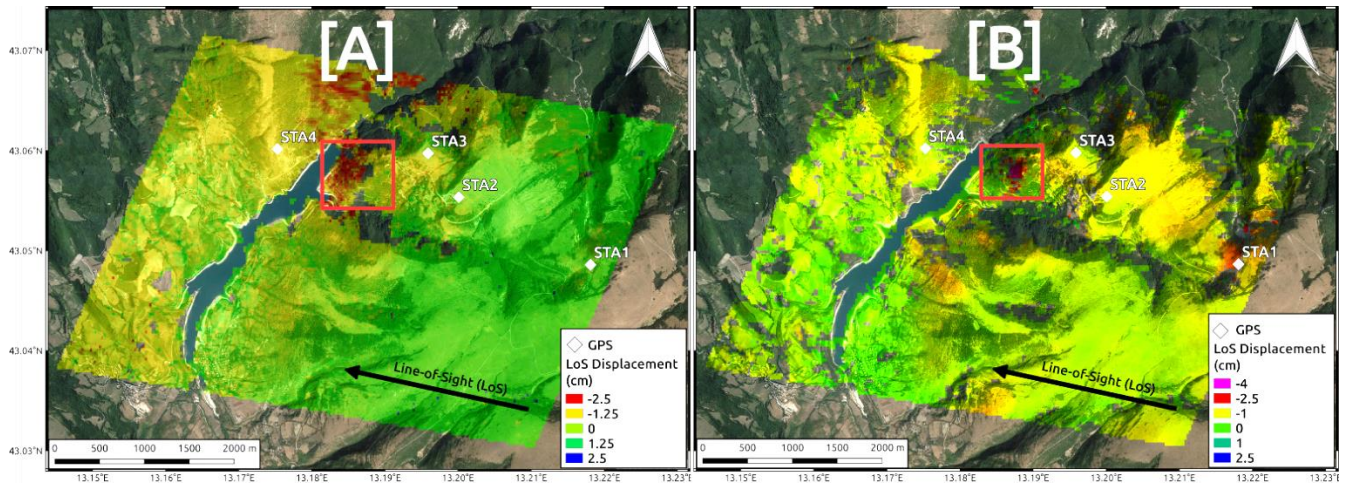 [A]
[B]
43.07°N
43.06°N
43.05°N
43.04°N
43.03°N
STA4
STA3
STA2
STA1
Line-of-Sight (LoS)
GPS
LoS Displacement
(cm)
-2.5
-1.25
0
1.25
2.5
0 500 1000 1500 2000 m
13.15°E 13.16°E 13.17°E 13.18°E 13.19°E 13.20°E 13.21°E 13.22°E 13.23°E
STA4
STA3
STA2
STA1
Line-of-Sight (LoS)
GPS
LoS Displacement
(cm)
-4
-2.5
-1
0
1
2.5
0 500 1000 1500 2000 m
13.15°E 13.16°E 13.17°E 13.18°E 13.19°E 13.20°E 13.21°E 13.22°E 13.23°E